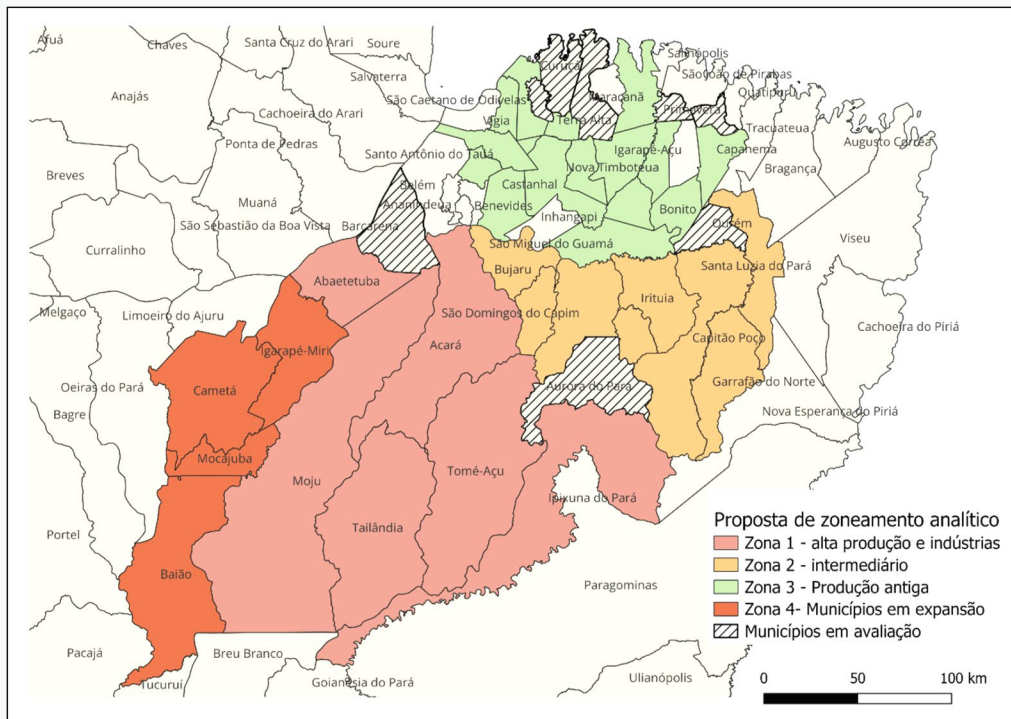 Afuá
Chaves
Santa Cruz do Arari
Soure
Salinópolis
Curuçá
São João de Pirabas
Salvaterra
Anajás
São Caetano de Odivelas
Maracanã
Quatipuru
Primavera
Cachoeira do Arari
Vigia
Terra Alta
Tracuateua
Augusto Corrêa
Ponta de Pedras
Santo Antônio do Tauá
Igarapé-Açu
Capanema
Nova Timboteua
Bragança
Breves
Belém
Castanhal
Muaná
Ananindeua
Benevides
Bonito
São Sebastião da Boa Vista
Barcarena
Inhangapi
Ourém
Curralinho
São Miguel do Guamá
Viseu
Bujaru
Santa Luzia do Pará
Abaetetuba
Irituia
Melgaço
Limoeiro do Ajuru
São Domingos do Capim
Cachoeira do Piriá
Acará
Capitão Poço
Igarapé-Miri
Oeiras do Pará
Cametá
Aurora do Pará
Garrafão do Norte
Bagre
Nova Esperança do Piriá
Mocajuba
Moju
Tomé-Açu
Ipixuna do Pará
Tailândia
Portel
Baião
Paragominas
Pacajá
Breu Branco
Tucuruí
Goianésia do Pará
Ulianópolis
Proposta de zoneamento analítico
Zona 1 - alta produção e indústrias
Zona 2 - intermediário
Zona 3 - Produção antiga
Zona 4- Municípios em expansão
Municípios em avaliação
0 50 100 km